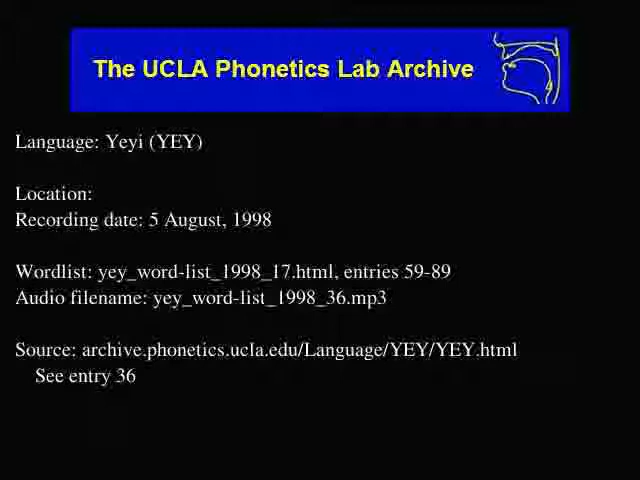 The UCLA Phonetics Lab Archive
Language: Yeyi (YEY)
Location:
Recording date: 5 August, 1998
Wordlist: yey_word-list_1998_17.html, entries 59-89
Audio filename: yey_word-list_1998_36.mp3
Source: archive.phonetics.ucla.edu/Language/YEY/YEY.html
See entry 36